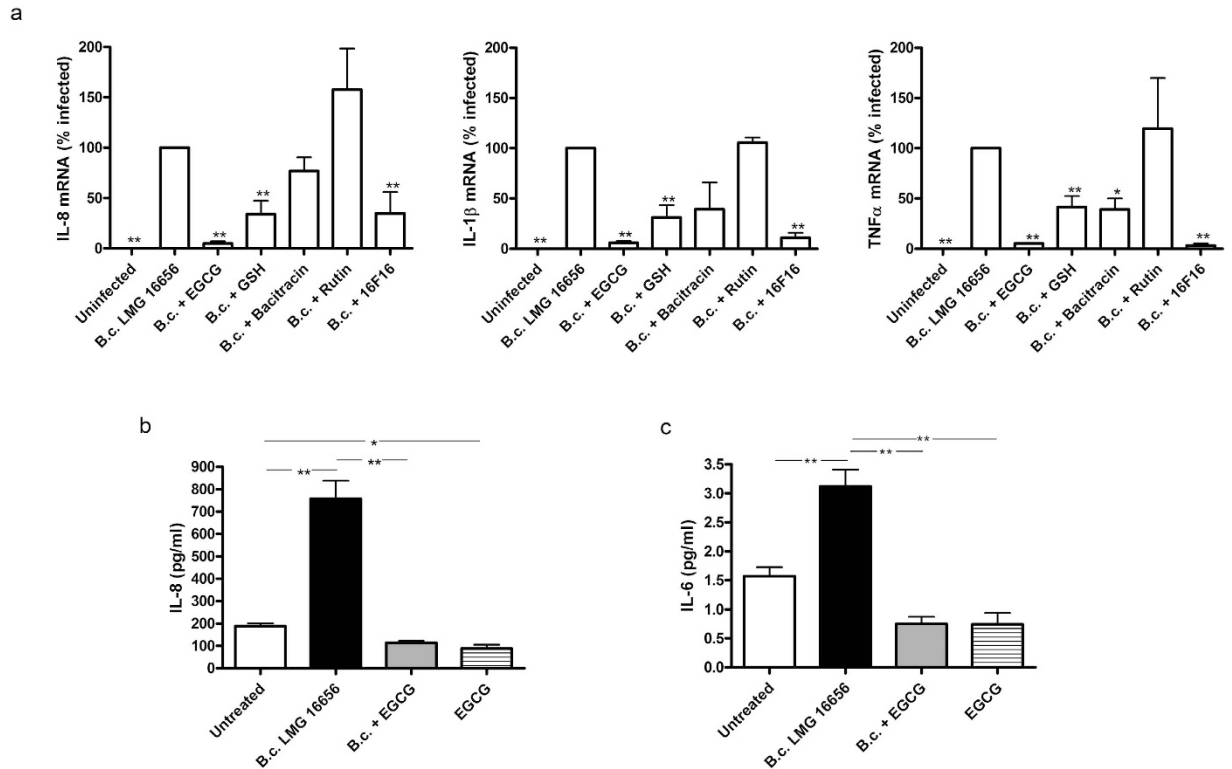 a
IL-8 mRNA (% infected)
200
150
100
50
0
**
**
**
**
Uninfected
B.c. LMG 16656
B.c. + EGCG
B.c. + GSH
B.c. + Bacitracin
B.c. + Rutin
B.c. + 16F16
IL-1β mRNA (% infected)
200
150
100
50
0
**
**
**
**
Uninfected
B.c. LMG 16656
B.c. + EGCG
B.c. + GSH
B.c. + Bacitracin
B.c. + Rutin
B.c. + 16F16
TNFα mRNA (% infected)
200
150
100
50
0
**
**
**
*
**
Uninfected
B.c. LMG 16656
B.c. + EGCG
B.c. + GSH
B.c. + Bacitracin
B.c. + Rutin
B.c. + 16F16
b
*
**
**
IL-8 (pg/ml)
900
800
700
600
500
400
300
200
100
0
Untreated
B.c. LMG 16656
B.c. + EGCG
EGCG
c
**
**
**
IL-6 (pg/ml)
3.5
3.0
2.5
2.0
1.5
1.0
0.5
0.0
Untreated
B.c. LMG 16656
B.c. + EGCG
EGCG